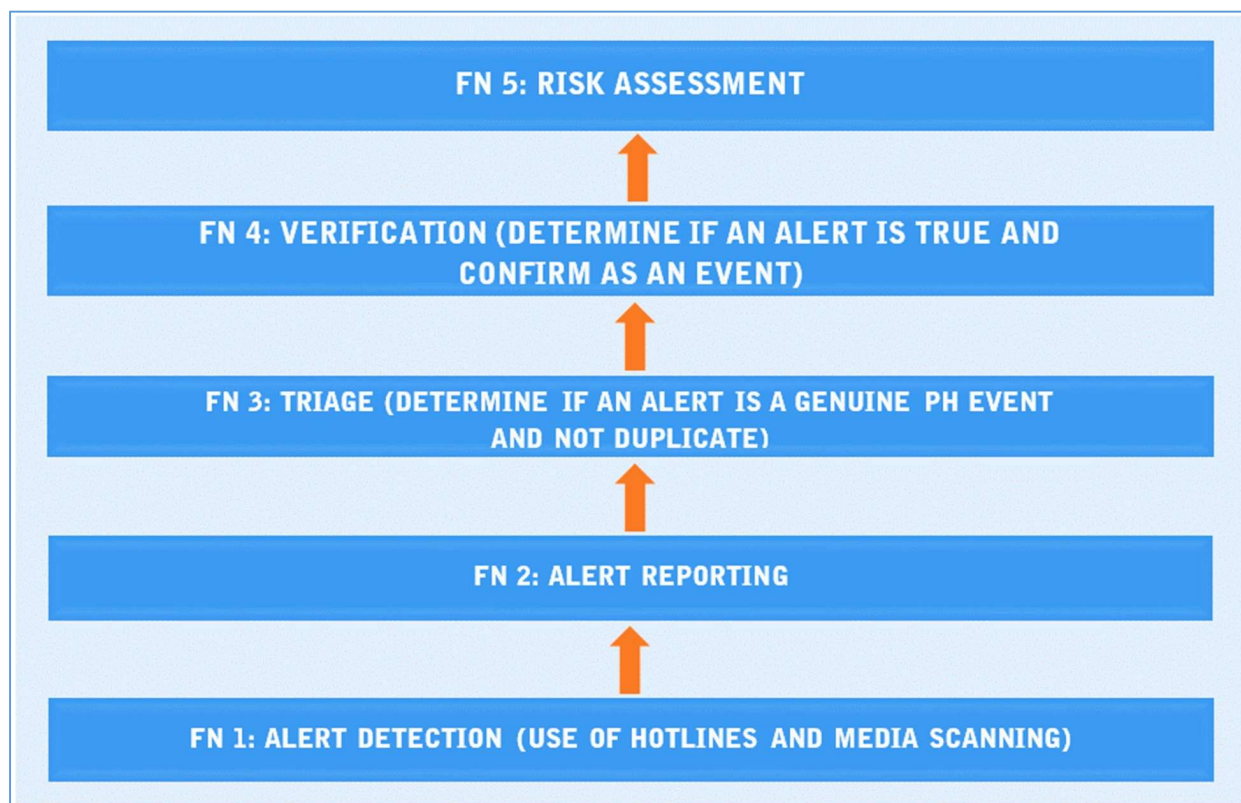 FN 5: RISK ASSESSMENT
FN 4: VERIFICATION (DETERMINE IF AN ALERT IS TRUE AND
CONFIRM AS AN EVENT)
FN 3: TRIAGE (DETERMINE IF AN ALERT IS A GENUINE PH EVENT
AND NOT DUPLICATE)
FN 2: ALERT REPORTING
FN 1: ALERT DETECTION (USE OF HOTLINES AND MEDIA SCANNING)